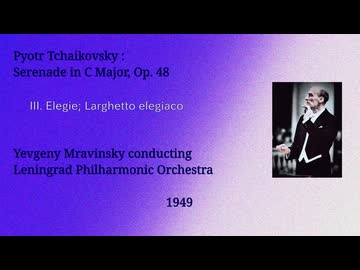 Pyotr Tchaikovsky :
Serenade in C Major, Op. 48
III. Elegie; Larghetto elegiaco
Yevgeny Mravinsky conducting
Leningrad Philharmonic Orchestra
1949